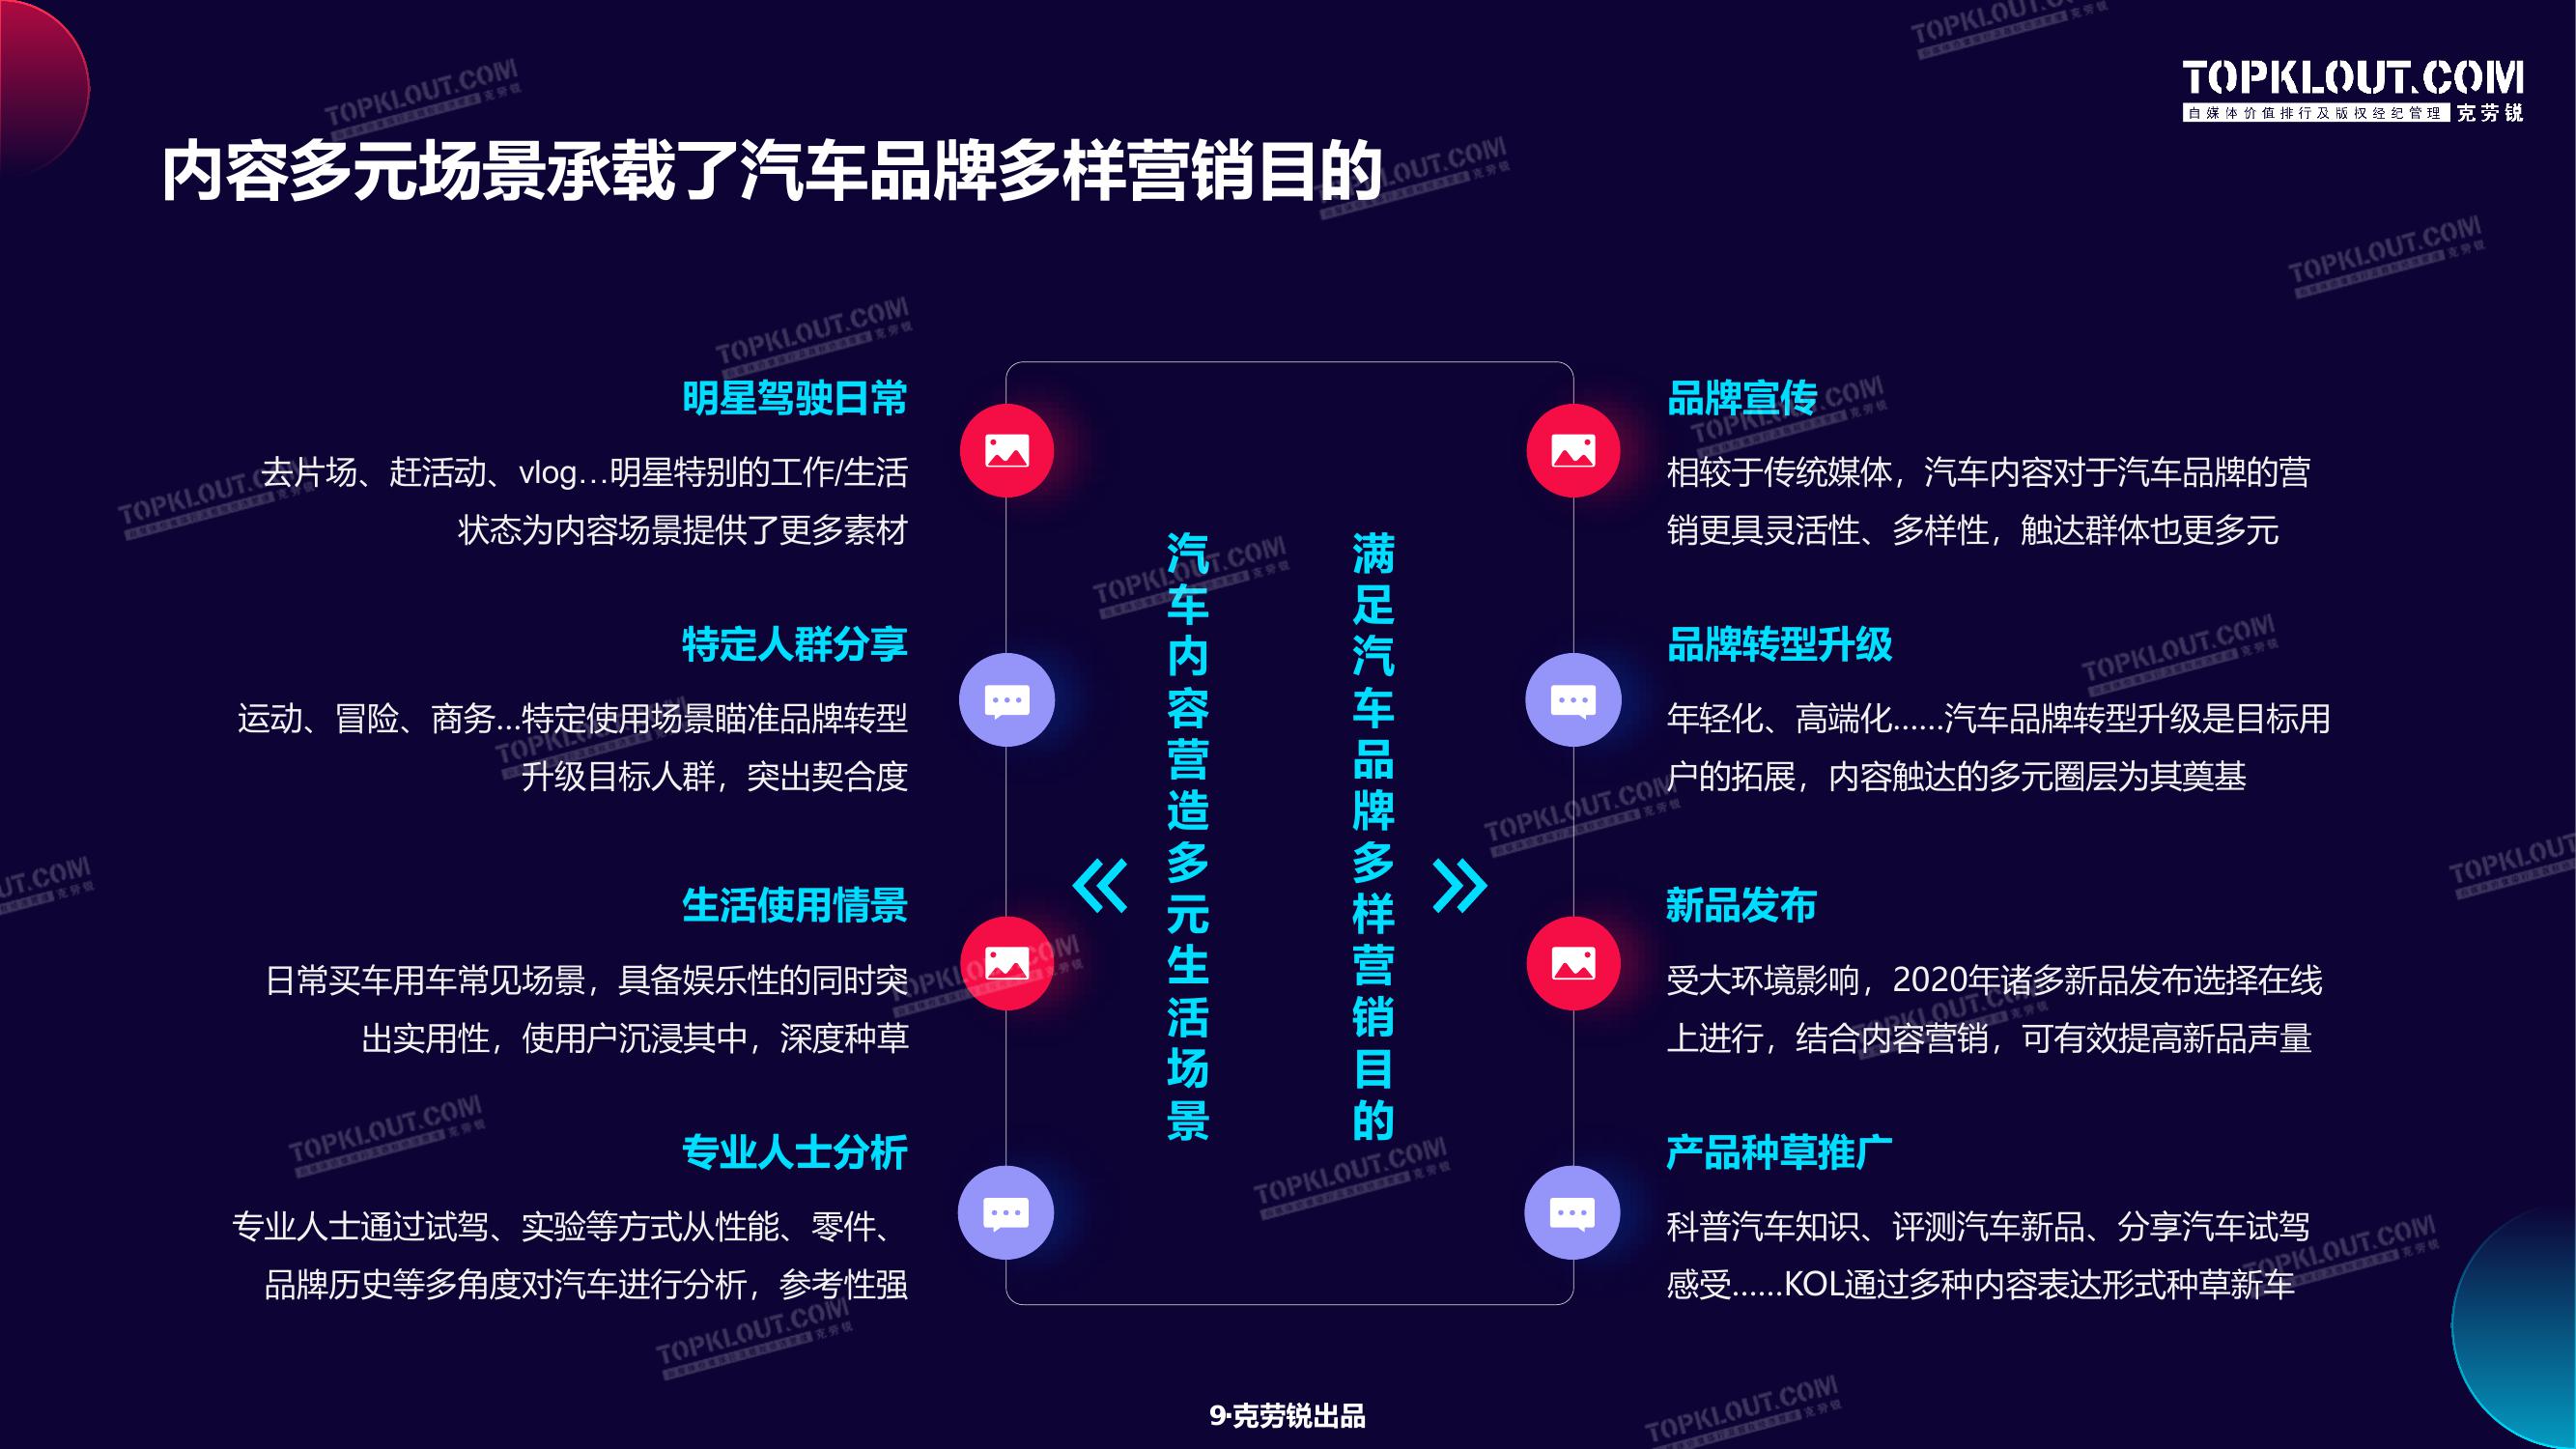 TOPKLOUT.COM
自媒体价值排行及版权经纪管理 克劳锐
内容多元场景承载了汽车品牌多样营销目的
明星驾驶日常
去片场、赶活动、vlog…明星特别的工作/生活
状态为内容场景提供了更多素材
特定人群分享
运动、冒险、商务...特定使用场景瞄准品牌转型
升级目标人群，突出契合度
生活使用情景
日常买车用车常见场景，具备娱乐性的同时突
出实用性，使用户沉浸其中，深度种草
专业人士分析
专业人士通过试驾、实验等方式从性能、零件、
品牌历史等多角度对汽车进行分析，参考性强
汽车内容营造多元生活场景
满足汽车品牌多样营销目的
品牌宣传
相较于传统媒体，汽车内容对于汽车品牌的营
销更具灵活性、多样性，触达群体也更多元
品牌转型升级
年轻化、高端化......汽车品牌转型升级是目标用
户的拓展，内容触达的多元圈层为其奠基
新品发布
受大环境影响，2020年诸多新品发布选择在线
上进行，结合内容营销，可有效提高新品声量
产品种草推广
科普汽车知识、评测汽车新品、分享汽车试驾
感受......KOL通过多种内容表达形式种草新车
9·克劳锐出品